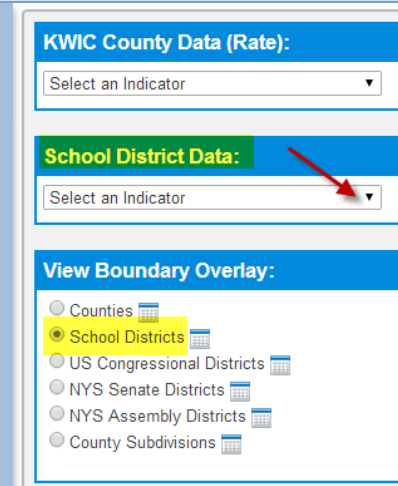 KWIC County Data (Rate):
Select an Indicator
School District Data:
Select an Indicator
View Boundary Overlay:
Counties
School Districts
US Congressional Districts
NYS Senate Districts
NYS Assembly Districts
County Subdivisions